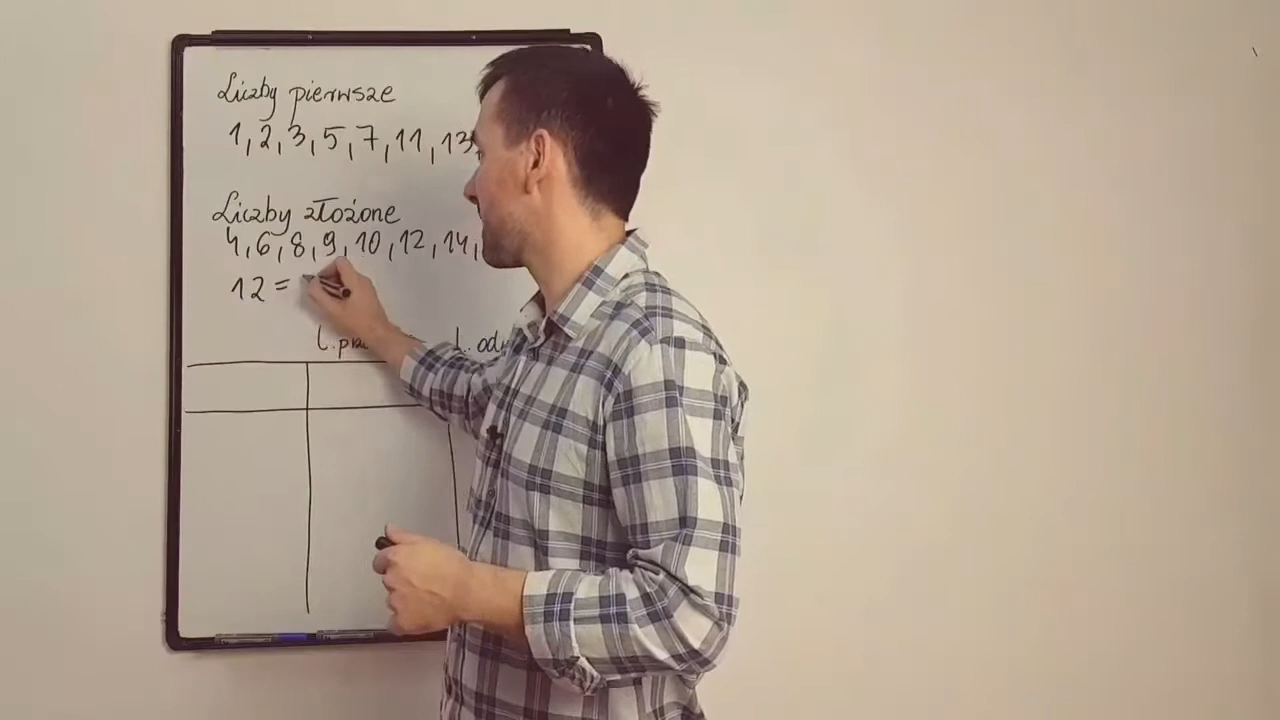 Liczby pierwsze
1, 2, 3, 5, 7, 11, 13,
Liczby złożone
4, 6, 8, 9, 10, 12, 14,
12 =